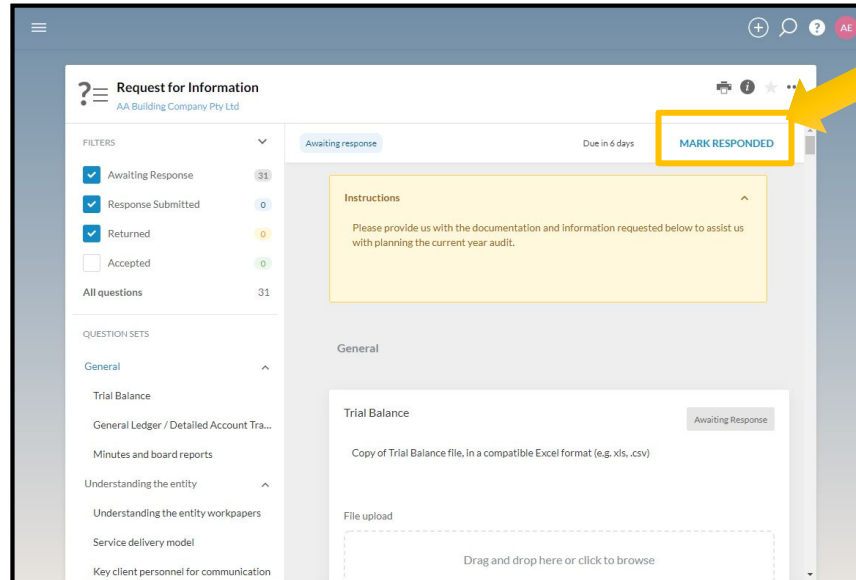 AE
Request for Information
AA Building Company Pty Ltd
FILTERS
Awaiting Response 31
Response Submitted 0
Returned 0
Accepted 0
All questions 31
QUESTION SETS
General
Trial Balance
General Ledger / Detailed Account Tra...
Minutes and board reports
Understanding the entity
Understanding the entity workpapers
Service delivery model
Key client personnel for communication
Awaiting response Due in 6 days MARK RESPONDED
Instructions
Please provide us with the documentation and information requested below to assist us
with planning the current year audit.
General
Trial Balance
Awaiting Response
Copy of Trial Balance file, in a compatible Excel format (e.g. xls, .csv)
File upload
Drag and drop here or click to browse